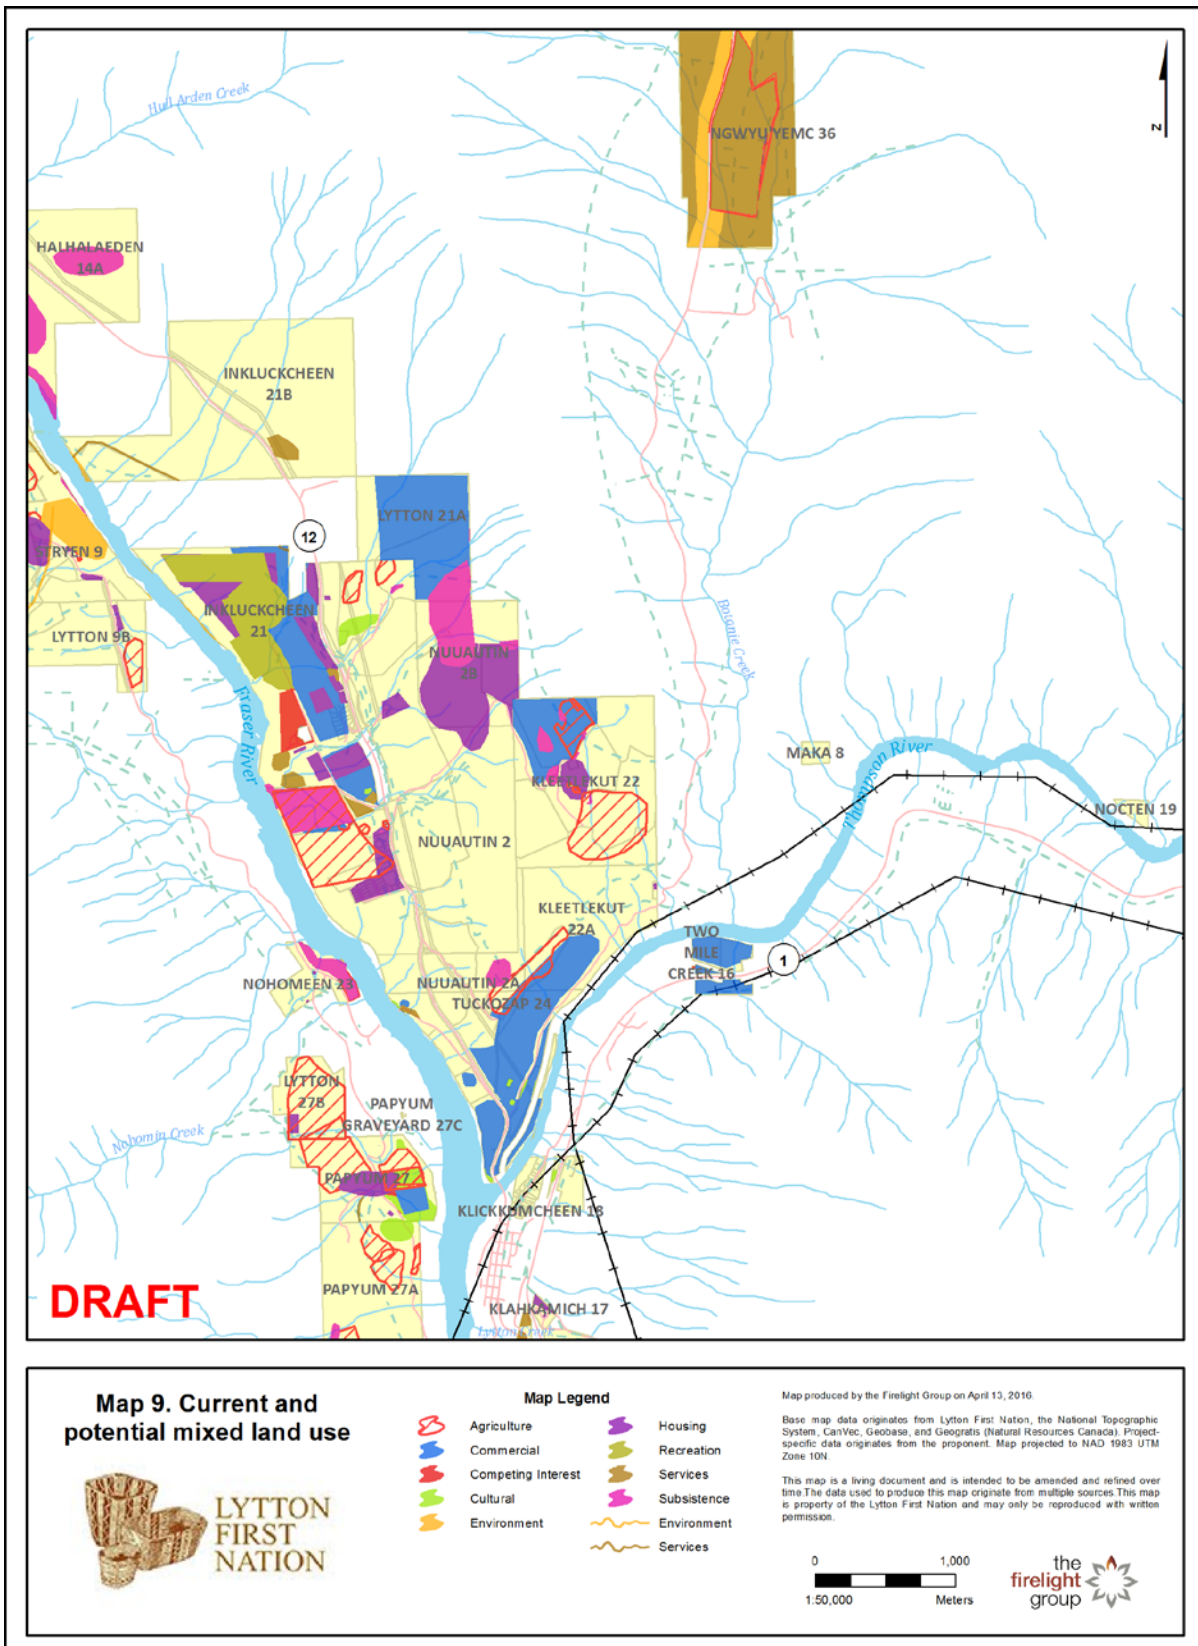 Hull Arden Creek
N
NGWYU'YEMC 36
HALHALAEDEN
14A
INKLUCKCHEEN
21B
LYTTON 21A
12
STRYEN 9
INKLUCKCHEEN
21
LYTTON 9B
NUUAUTIN
2B
Botanie Creek
Fraser River
MAKA 8
Thompson River
KLEETLEKUT 22
NOCTEN 19
NUUAUTIN 2
KLEETLEKUT
22A
TWO
MILE
CREEK 16
1
NOHOMEEN 23
NUUAUTIN 2A
TUCKOZAP 24
LYTTON
27B
PAPYUM
GRAVEYARD 27C
Nohomin Creek
PAPYUM 27
KLICKKUMCHEEN 18
PAPYUM 27A
KLAHKAMICH 17
Lytton Creek
DRAFT
Map 9. Current and
potential mixed land use
LYTTON
FIRST
NATION
Map Legend
Agriculture
Commercial
Competing Interest
Cultural
Environment
Housing
Recreation
Services
Subsistence
Environment
Services
Map produced by the Firelight Group on April 13, 2016.
Base map data originates from Lytton First Nation, the National Topographic
System, CanVec, Geobase, and Geogratis (Natural Resources Canada). Project-
specific data originates from the proponent. Map projected to NAD 1983 UTM
Zone 10N.
This map is a living document and is intended to be amended and refined over
time.The data used to produce this map originate from multiple sources.This map
is property of the Lytton First Nation and may only be reproduced with written
permission.
0 1,000
1:50,000 Meters
the
firelight
group